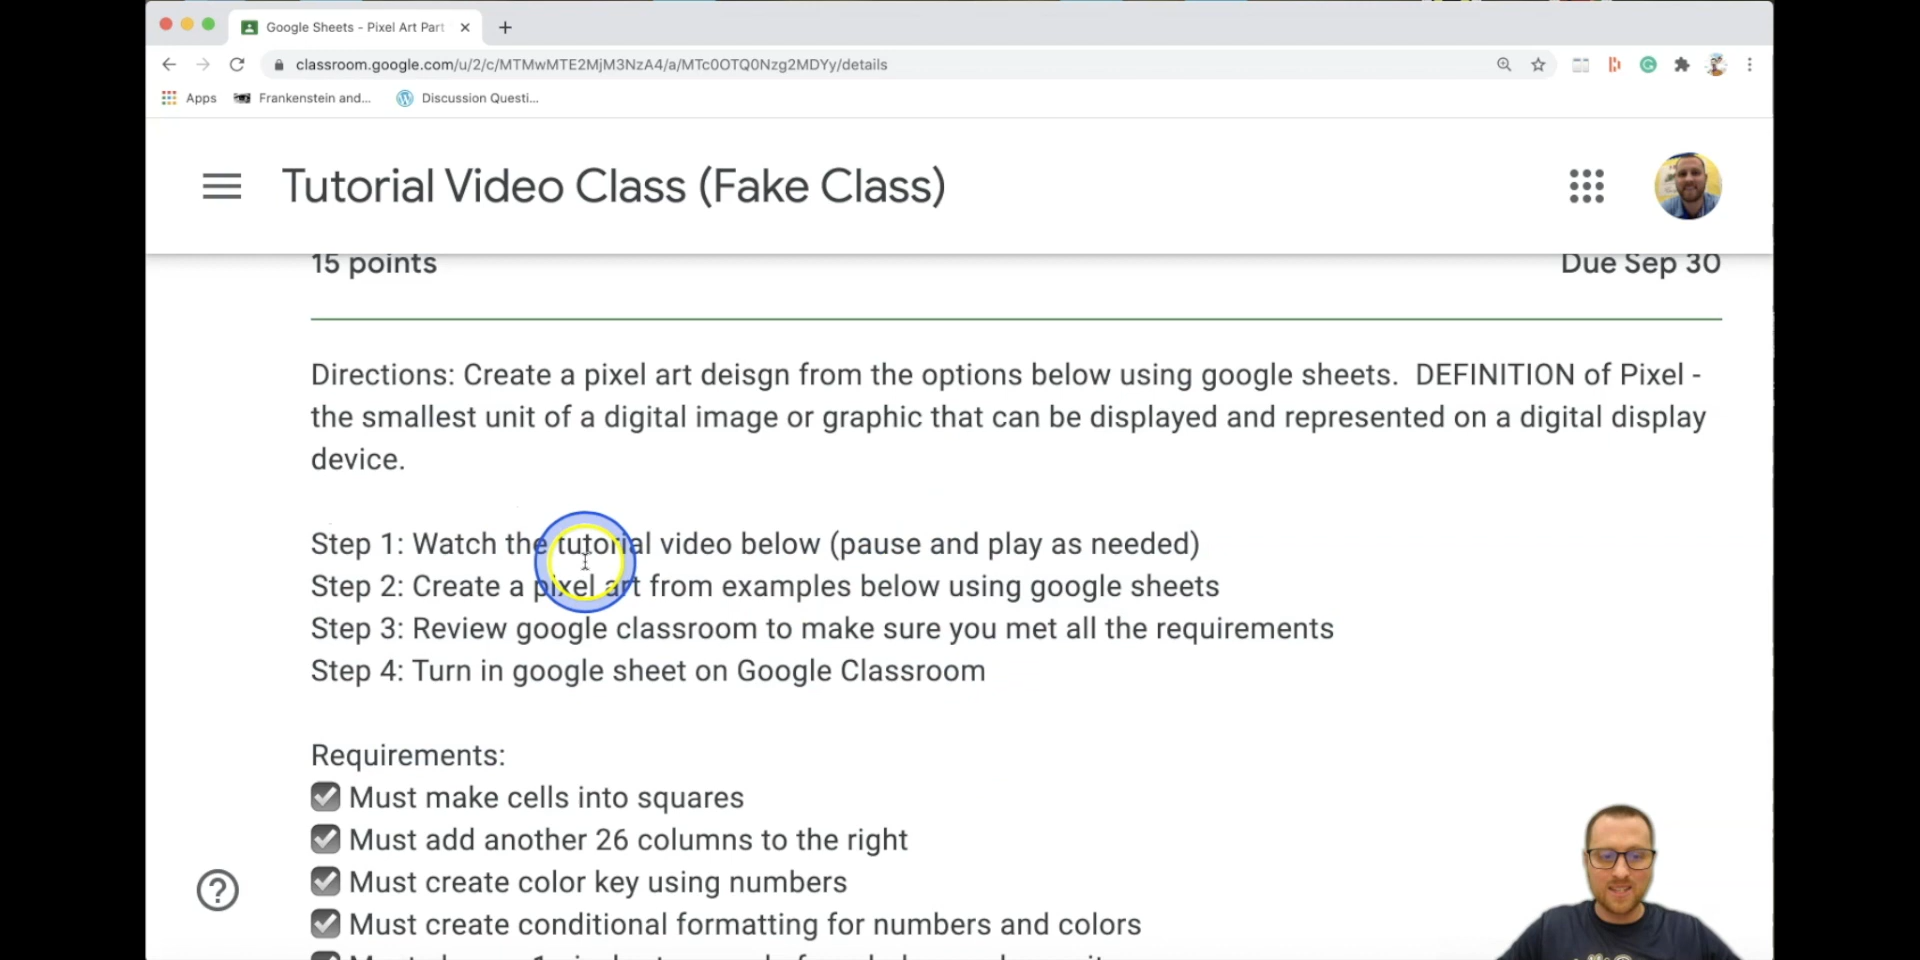 Google Sheets - Pixel Art Part
classroom.google.com/u/2/c/MTMwMTE2MjM3NzA4/a/MTc0OTQ0Nzg2MDYy/details
Apps Frankenstein and... Discussion Questi...
Tutorial Video Class (Fake Class)
15 points Due Sep 30
Directions: Create a pixel art deisgn from the options below using google sheets. DEFINITION of Pixel -
the smallest unit of a digital image or graphic that can be displayed and represented on a digital display
device.
Step 1: Watch the tutorial video below (pause and play as needed)
Step 2: Create a pixel art from examples below using google sheets
Step 3: Review google classroom to make sure you met all the requirements
Step 4: Turn in google sheet on Google Classroom
Requirements:
Must make cells into squares
Must add another 26 columns to the right
Must create color key using numbers
Must create conditional formatting for numbers and colors